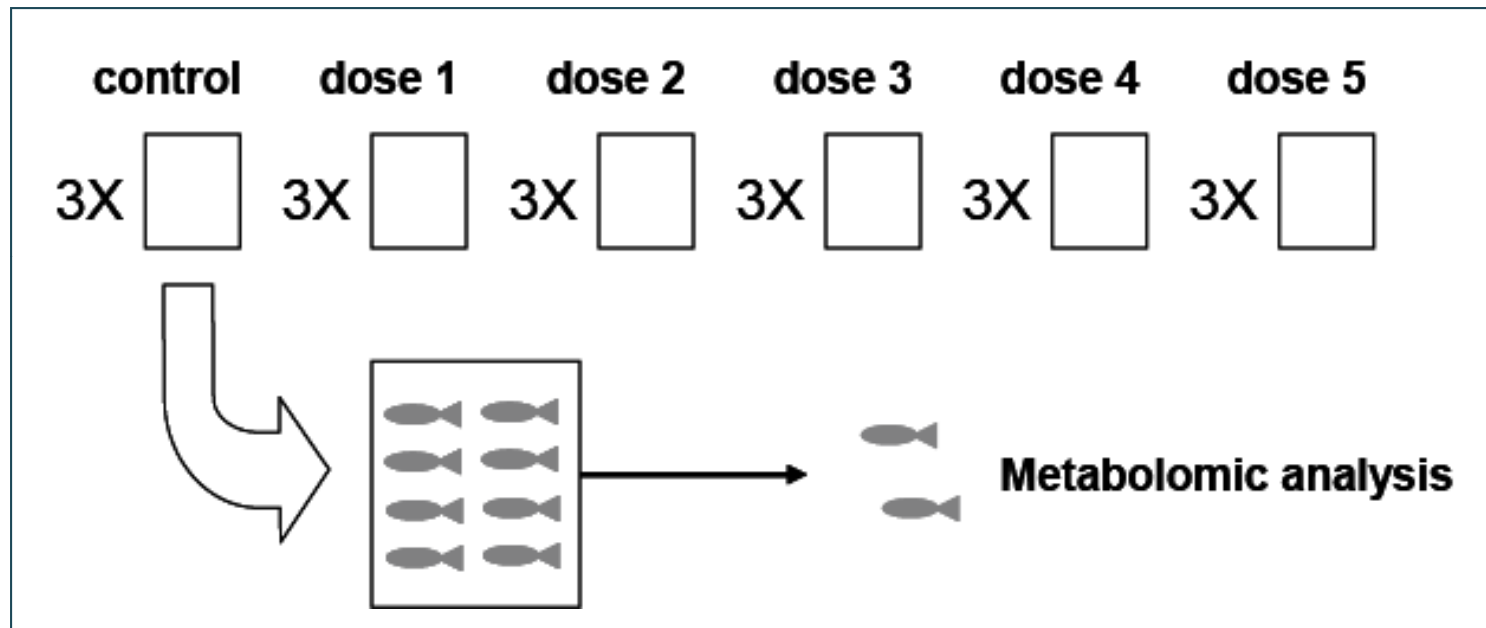 control dose 1 dose 2 dose 3 dose 4 dose 5
3X 3X 3X 3X 3X 3X
Metabolomic analysis